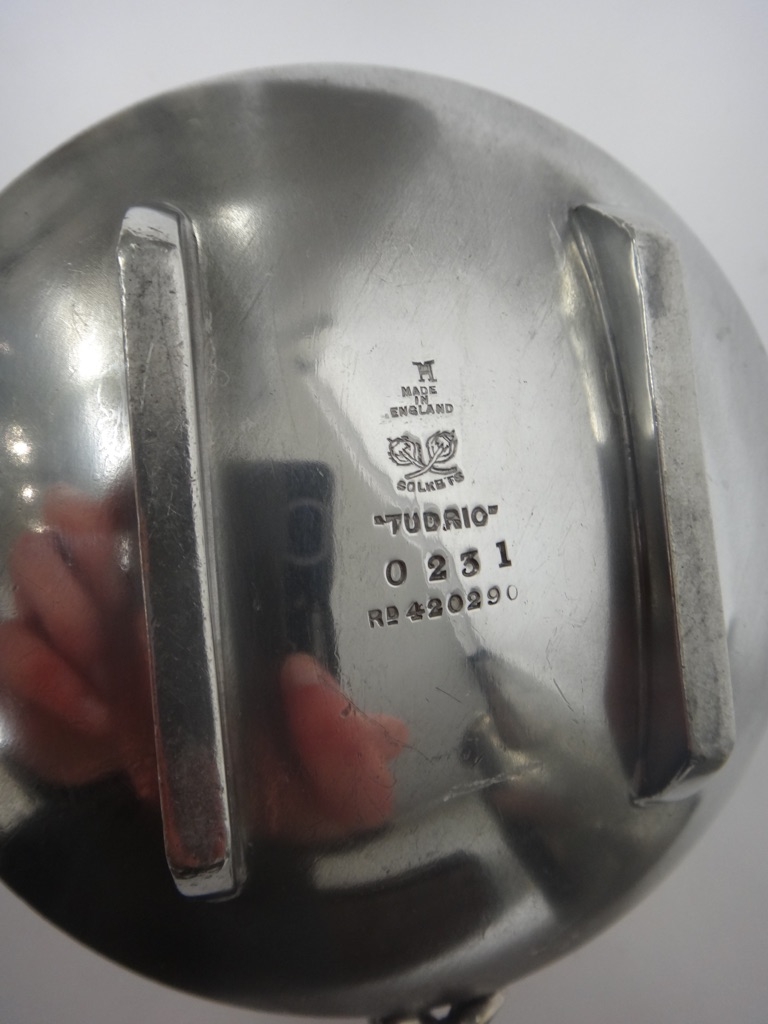 H
MADE
IN
ENGLAND
SOLKETS
"TUDRIC"
0231
RD 420290